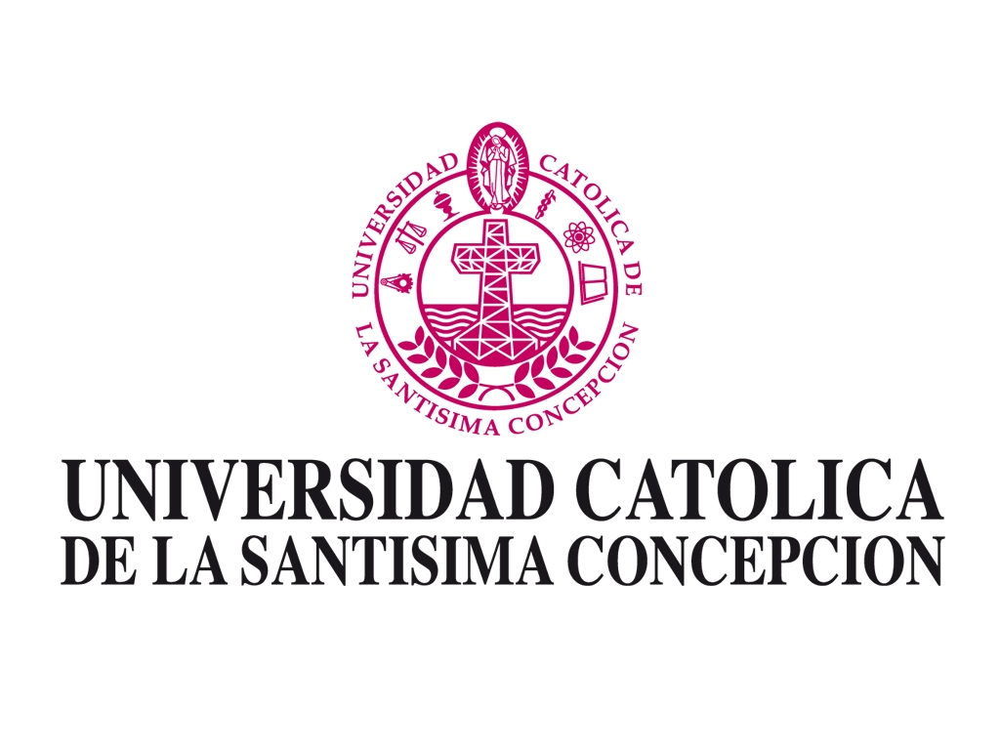 UNIVERSIDAD CATOLICA DE
LA SANTISIMA CONCEPCION
UNIVERSIDAD CATOLICA
DE LA SANTISIMA CONCEPCION